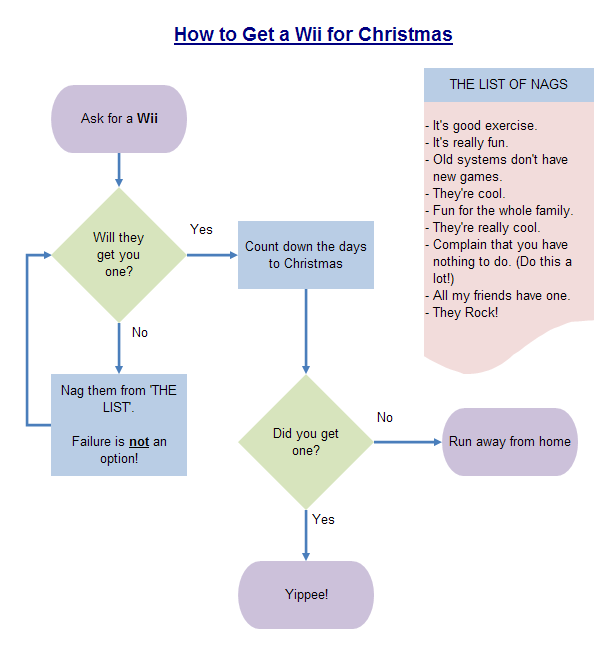 How to Get a Wii for Christmas
Ask for a Wii
Will they
get you
one?
Yes
No
Nag them from 'THE
LIST'.
Failure is not an
option!
Count down the days
to Christmas
Did you get
one?
No
Run away from home
Yes
Yippee!
THE LIST OF NAGS
- It's good exercise.
- It's really fun.
- Old systems don't have
new games.
- They're cool.
- Fun for the whole family.
- They're really cool.
- Complain that you have
nothing to do. (Do this a
lot!)
- All my friends have one.
- They Rock!